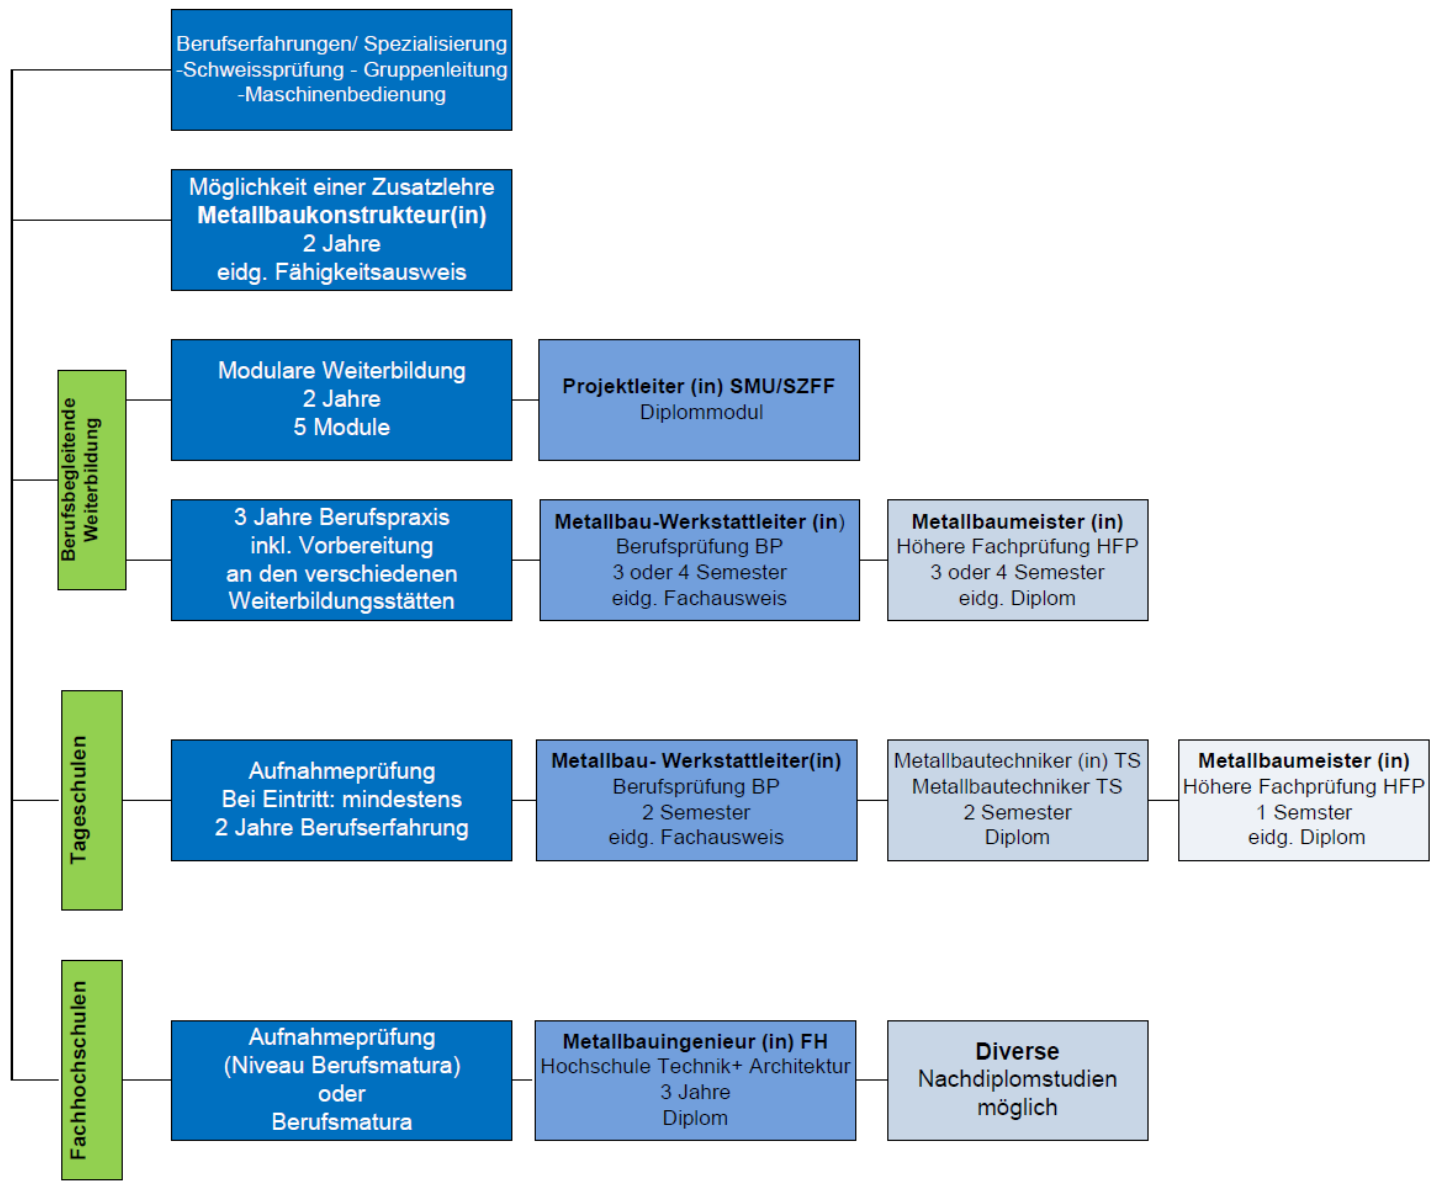 Berufserfahrungen/ Spezialisierung
-Schweissprüfung - Gruppenleitung
-Maschinenbedienung
Möglichkeit einer Zusatzlehre
Metallbaukonstrukteur(in)
2 Jahre
eidg. Fähigkeitsausweis
Berufsbegleitende
Weiterbildung
Modulare Weiterbildung
2 Jahre
5 Module
Projektleiter (in) SMU/SZFF
Diplommodul
3 Jahre Berufspraxis
inkl. Vorbereitung
an den verschiedenen
Weiterbildungsstätten
Metallbau-Werkstattleiter (in)
Berufsprüfung BP
3 oder 4 Semester
eidg. Fachausweis
Metallbaumeister (in)
Höhere Fachprüfung HFP
3 oder 4 Semester
eidg. Diplom
Tageschulen
Aufnahmeprüfung
Bei Eintritt: mindestens
2 Jahre Berufserfahrung
Metallbau- Werkstattleiter(in)
Berufsprüfung BP
2 Semester
eidg. Fachausweis
Metallbautechniker (in) TS
Metallbautechniker TS
2 Semester
Diplom
Metallbaumeister (in)
Höhere Fachprüfung HFP
1 Semster
eidg. Diplom
Fachhochschulen
Aufnahmeprüfung
(Niveau Berufsmatura)
oder
Berufsmatura
Metallbauingenieur (in) FH
Hochschule Technik+ Architektur
3 Jahre
Diplom
Diverse
Nachdiplomstudien
möglich